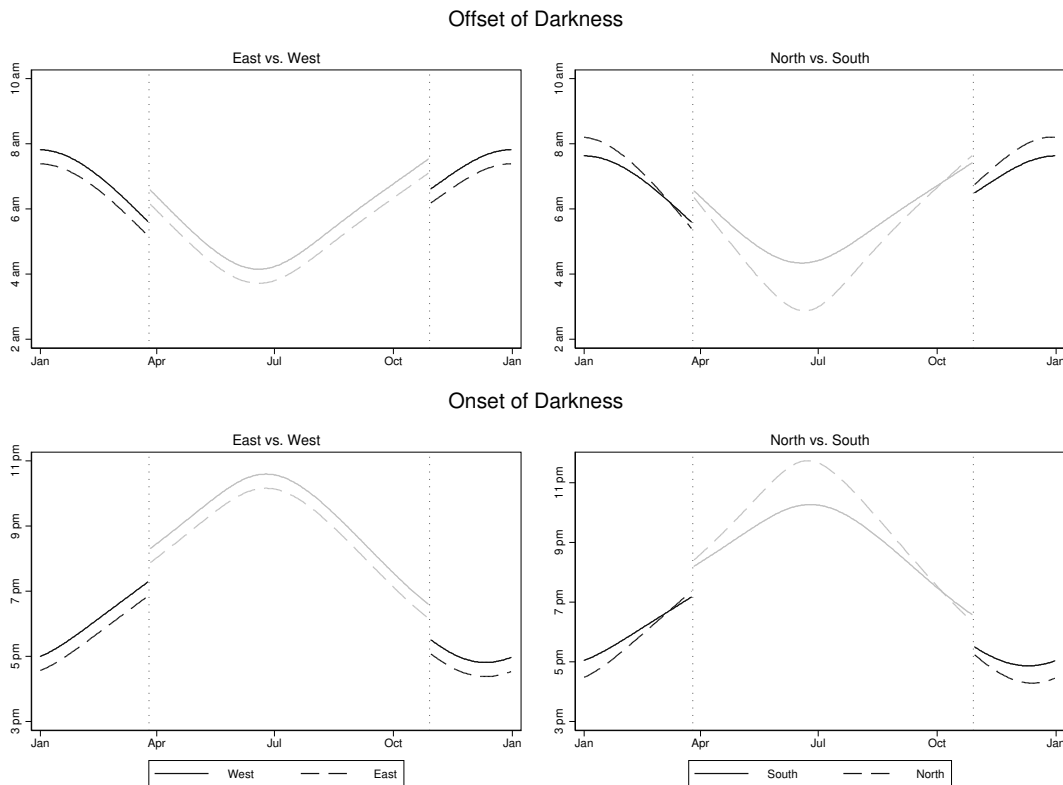 Offset of Darkness
East vs. West
10 am
8 am
6 am
4 am
2 am
Jan Apr Jul Oct Jan
North vs. South
10 am
8 am
6 am
4 am
2 am
Jan Apr Jul Oct Jan
Onset of Darkness
East vs. West
11 pm
9 pm
7 pm
5 pm
3 pm
Jan Apr Jul Oct Jan
West East
North vs. South
11 pm
9 pm
7 pm
5 pm
3 pm
Jan Apr Jul Oct Jan
South North